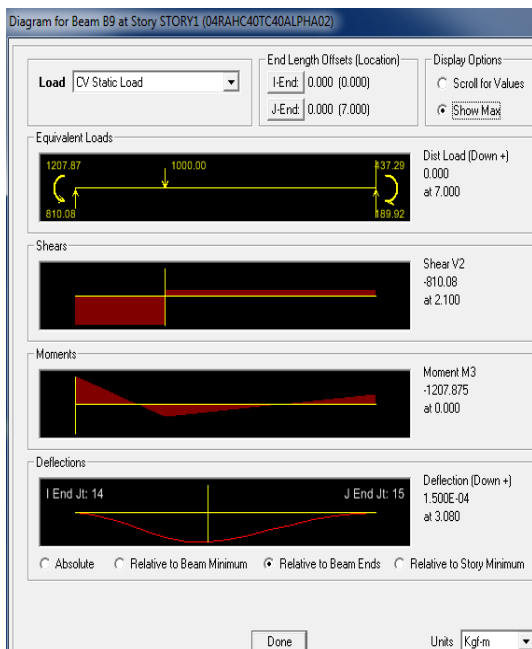 Diagram for Beam B9 at Story STORY1 (04RAHC40TC40ALPHA02)
Load CV Static Load
End Length Offsets (Location)
I-End: 0.000 (0.000)
J-End: 0.000 (7.000)
Display Options
Scroll for Values
Show Max
Equivalent Loads
1207.87 1000.00 437.29
810.08 189.92
Dist Load (Down +)
0.000
at 7.000
Shears
Shear V2
-810.08
at 2.100
Moments
Moment M3
-1207.875
at 0.000
Deflections
I End Jt: 14 J End Jt: 15
Deflection (Down +)
1.500E-04
at 3.080
Absolute Relative to Beam Minimum Relative to Beam Ends Relative to Story Minimum
Done Units Kgf-m